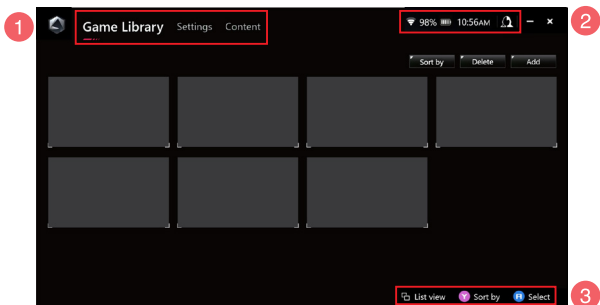 1
Game Library Settings Content
98% 10:56AM
2
Sort by Delete Add
List view Y Sort by Select
3